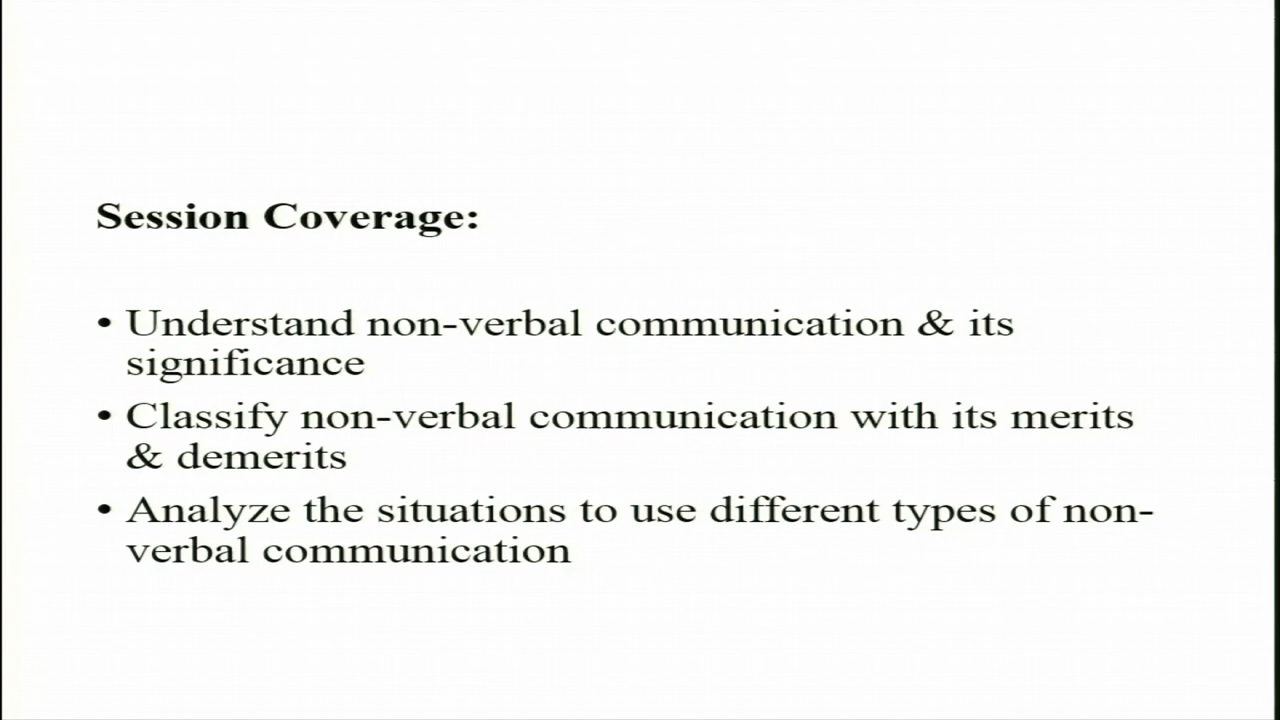 Session Coverage:
• Understand non-verbal communication & its
significance
• Classify non-verbal communication with its merits
& demerits
• Analyze the situations to use different types of non-
verbal communication